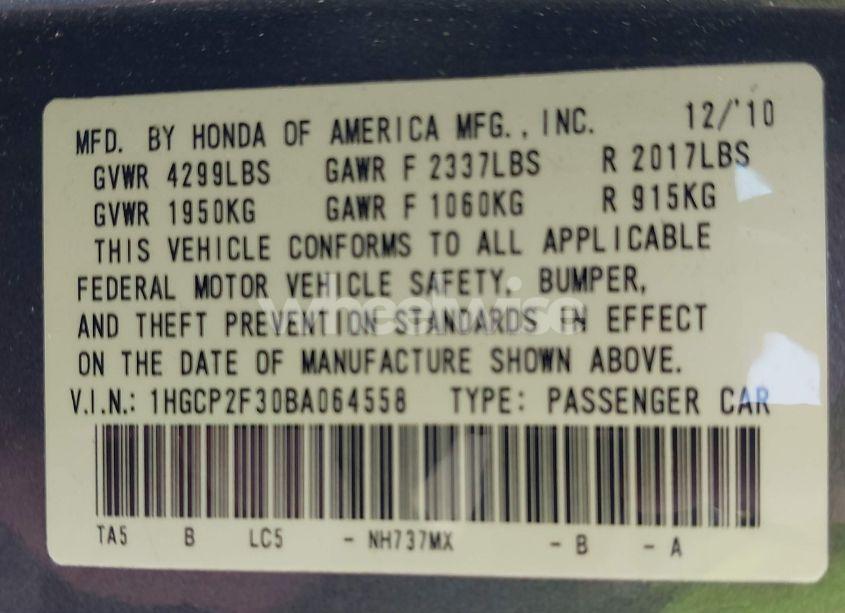 MFD. BY HONDA OF AMERICA MFG., INC. 12/'10
GVWR 4299LBS GAWR F 2337LBS R 2017LBS
GVWR 1950KG GAWR F 1060KG R 915KG
THIS VEHICLE CONFORMS TO ALL APPLICABLE
FEDERAL MOTOR VEHICLE SAFETY, BUMPER,
AND THEFT PREVENTION STANDARDS IN EFFECT
ON THE DATE OF MANUFACTURE SHOWN ABOVE.
V.I.N.: 1HGCP2F30BA064558 TYPE: PASSENGER CAR
TA5 B LC5 - NH737MX - B - A
wheelwise